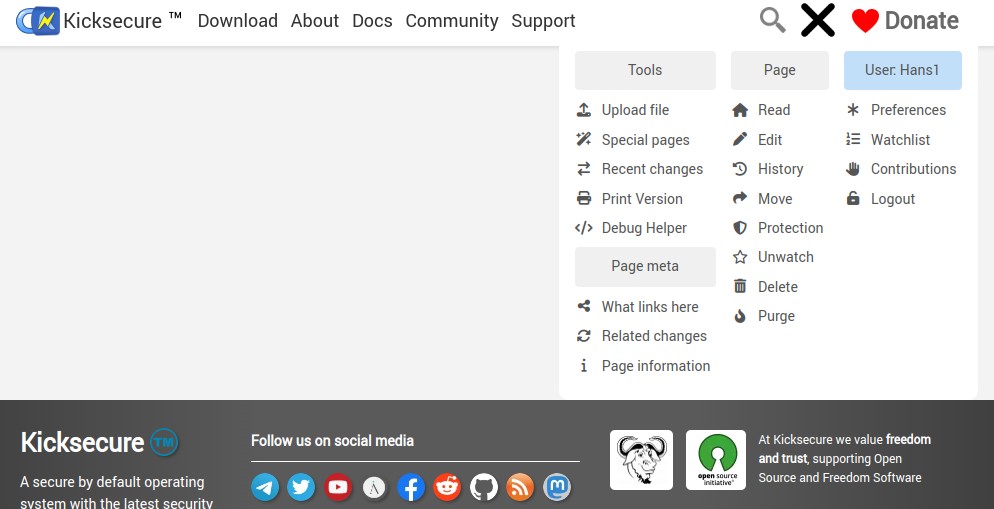 Kicksecure ™ Download About Docs Community Support Donate
Tools
Upload file
Special pages
Recent changes
Print Version
Debug Helper
Page meta
What links here
Related changes
Page information
Page
Read
Edit
History
Move
Protection
Unwatch
Delete
Purge
User: Hans1
Preferences
Watchlist
Contributions
Logout
Kicksecure TM
A secure by default operating
system with the latest security
Follow us on social media
open source
initiative
At Kicksecure we value freedom
and trust, supporting Open
Source and Freedom Software